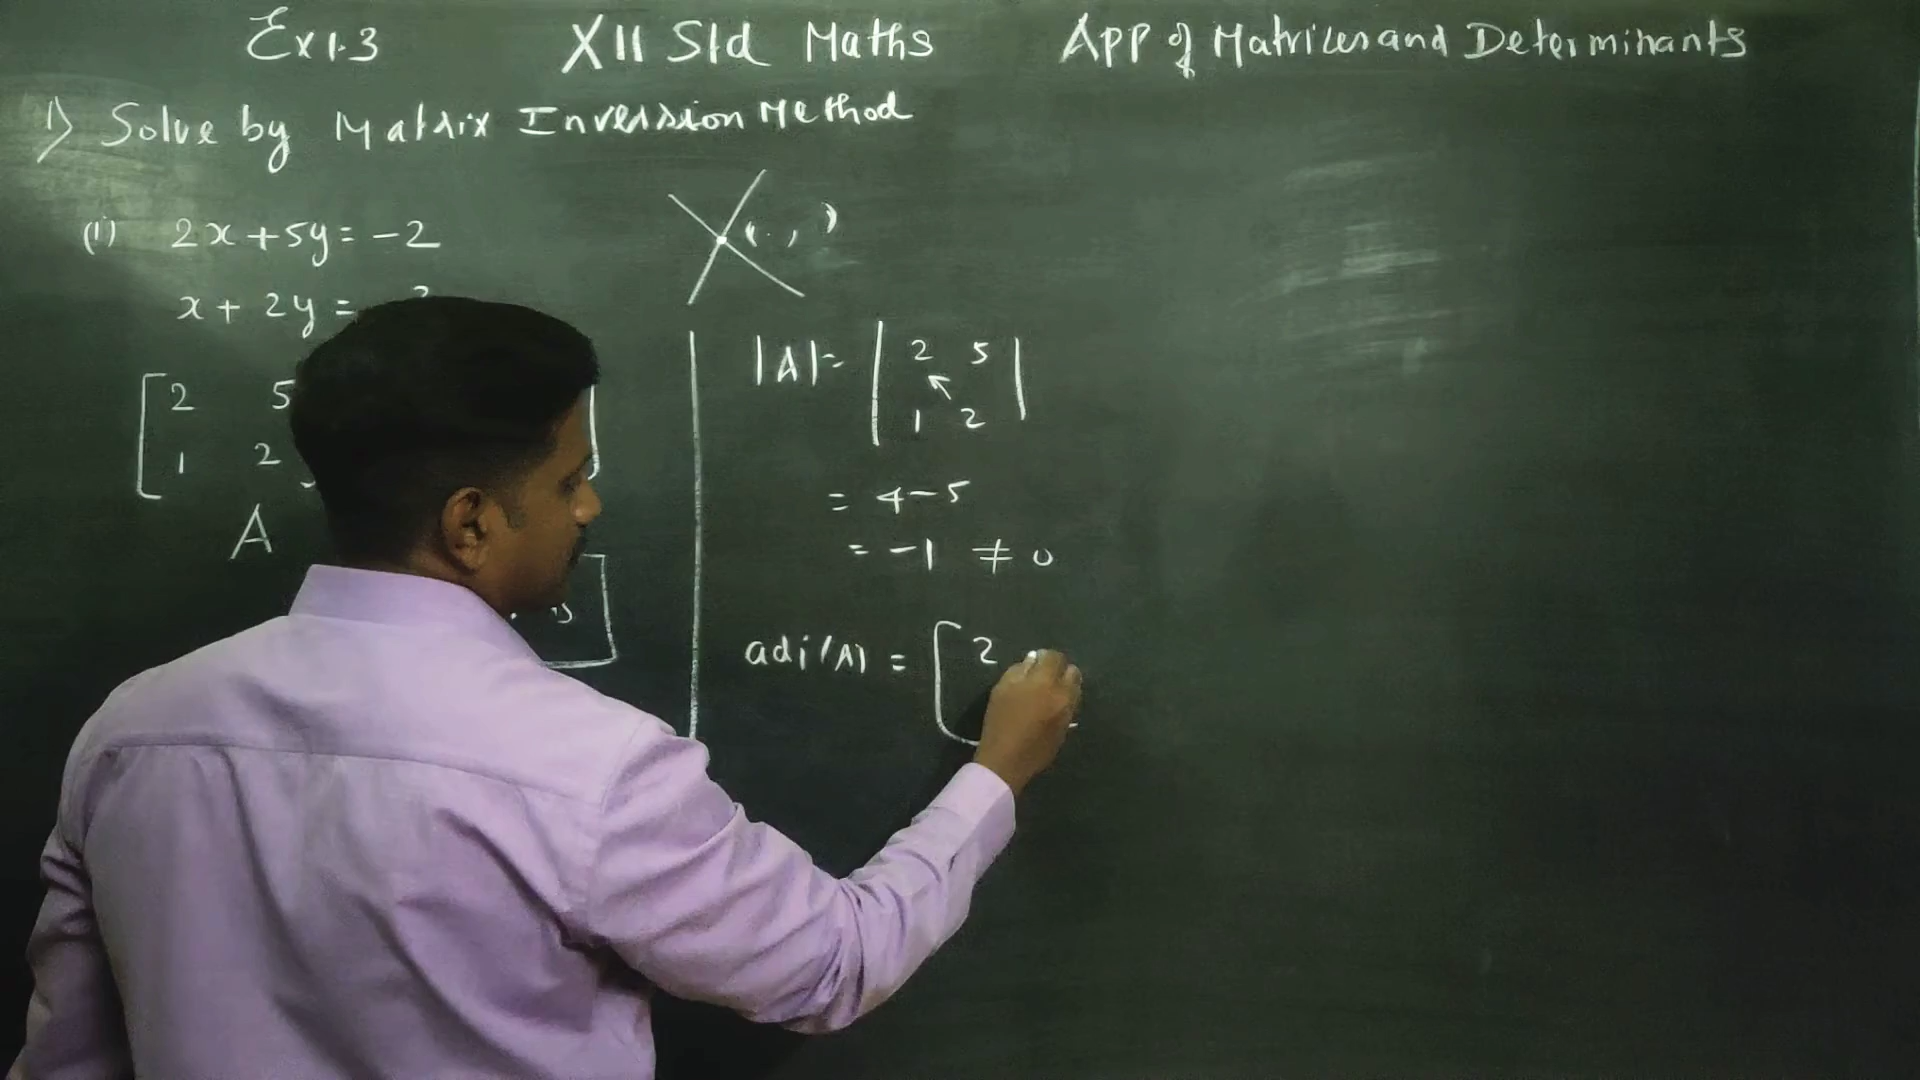 Ex 1.3 XII Std Maths App of Matrices and Determinants
1) Solve by Matrix Inversion Method
(i) 2x + 5y = -2
x + 2y =
2 5
1 2
A
( , )
|A| = | 2 5 |
1 2
= 4 - 5
= -1 ≠ 0
adj(A) = [ 2